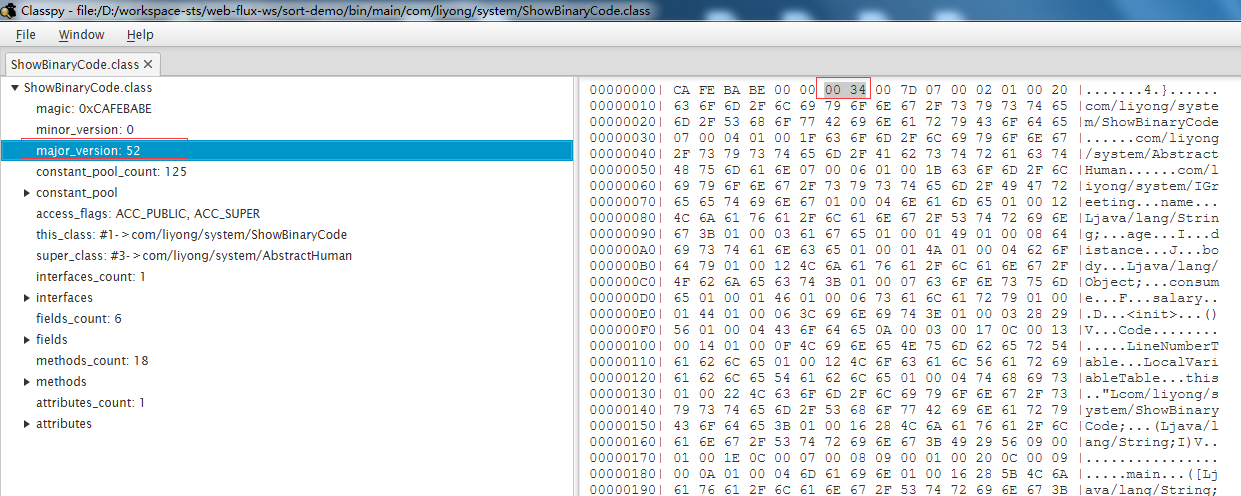 Classpy - file:/D:/workspace-sts/web-flux-ws/sort-demo/bin/main/com/liyong/system/ShowBinaryCode.class
File Window Help
ShowBinaryCode.class ✕
▼ ShowBinaryCode.class
magic: 0xCAFEBABE
minor_version: 0
major_version: 52
constant_pool_count: 125
▶ constant_pool
access_flags: ACC_PUBLIC, ACC_SUPER
this_class: #1->com/liyong/system/ShowBinaryCode
super_class: #3->com/liyong/system/AbstractHuman
interfaces_count: 1
▶ interfaces
fields_count: 6
▶ fields
methods_count: 18
▶ methods
attributes_count: 1
▶ attributes
00000000| CA FE BA BE 00 00 00 34 00 7D 07 00 02 01 00 20 |.......4.}......
00000010| 63 6F 6D 2F 6C 69 79 6F 6E 67 2F 73 79 73 74 65 |com/liyong/syste
00000020| 6D 2F 53 68 6F 77 42 69 6E 61 72 79 43 6F 64 65 |m/ShowBinaryCode
00000030| 07 00 04 01 00 1F 63 6F 6D 2F 6C 69 79 6F 6E 67 |......com/liyong
00000040| 2F 73 79 73 74 65 6D 2F 41 62 73 74 72 61 63 74 |/system/Abstract
00000050| 48 75 6D 61 6E 07 00 06 01 00 1B 63 6F 6D 2F 6C |Human......com/l
00000060| 69 79 6F 6E 67 2F 73 79 73 74 65 6D 2F 49 47 72 |iyong/system/IGr
00000070| 65 65 74 69 6E 67 01 00 04 6E 61 6D 65 01 00 12 |eeting...name...
00000080| 4C 6A 61 76 61 2F 6C 61 6E 67 2F 53 74 72 69 6E |Ljava/lang/Strin
00000090| 67 3B 01 00 03 61 67 65 01 00 01 49 01 00 08 64 |g;...age...I...d
000000A0| 69 73 74 61 6E 63 65 01 00 01 4A 01 00 04 62 6F |istance...J...bo
000000B0| 64 79 01 00 12 4C 6A 61 76 61 2F 6C 61 6E 67 2F |dy...Ljava/lang/
000000C0| 4F 62 6A 65 63 74 3B 01 00 07 63 6F 6E 73 75 6D |Object;...consum
000000D0| 65 01 00 01 46 01 00 06 73 61 6C 61 72 79 01 00 |e...F...salary..
000000E0| 01 44 01 00 06 3C 69 6E 69 74 3E 01 00 03 28 29 |.D...<init>...()
000000F0| 56 01 00 04 43 6F 64 65 0A 00 03 00 17 0C 00 13 |V...Code........
00000100| 00 14 01 00 0F 4C 69 6E 65 4E 75 6D 62 65 72 54 |.....LineNumberT
00000110| 61 62 6C 65 01 00 12 4C 6F 63 61 6C 56 61 72 69 |able...LocalVari
00000120| 61 62 6C 65 54 61 62 6C 65 01 00 04 74 68 69 73 |ableTable...this
00000130| 01 00 22 4C 63 6F 6D 2F 6C 69 79 6F 6E 67 2F 73 |.."Lcom/liyong/s
00000140| 79 73 74 65 6D 2F 53 68 6F 77 42 69 6E 61 72 79 |ystem/ShowBinary
00000150| 43 6F 64 65 3B 01 00 16 28 4C 6A 61 76 61 2F 6C |Code;...(Ljava/l
00000160| 61 6E 67 2F 53 74 72 69 6E 67 3B 49 29 56 09 00 |ang/String;I)V..
00000170| 01 00 1E 0C 00 07 00 08 09 00 01 00 20 0C 00 09 |................
00000180| 00 0A 01 00 04 6D 61 69 6E 01 00 16 28 5B 4C 6A |.....main...([Lj
00000190| 61 76 61 2F 6C 61 6E 67 2F 53 74 72 69 6E 67 3B |ava/lang/String;